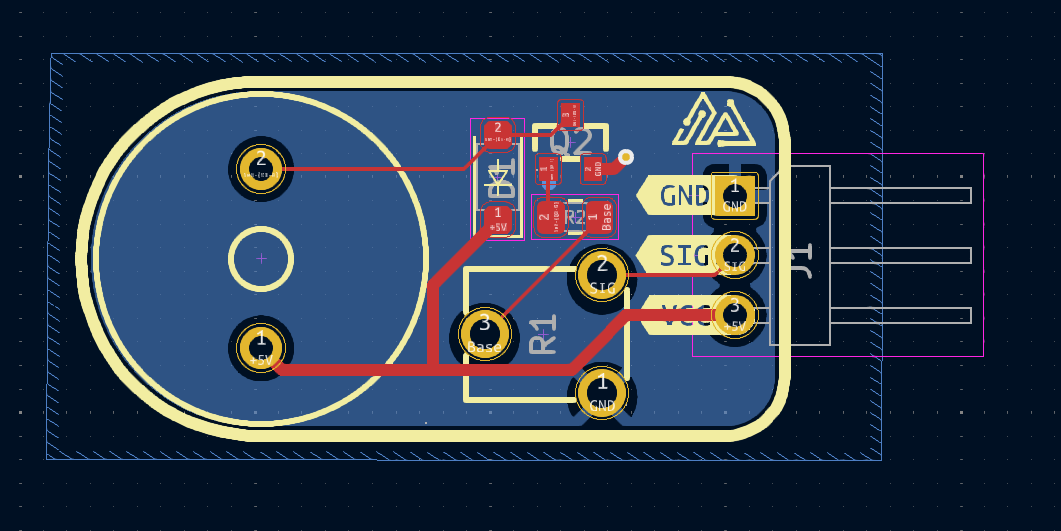 2
1
+5V
2
D1
1
+5V
3
Q2
1
2
GND
2
R2
1
Base
2
SIG
3
Base
R1
1
GND
GND
SIG
VCC
1
GND
2
SIG
3
+5V
J1